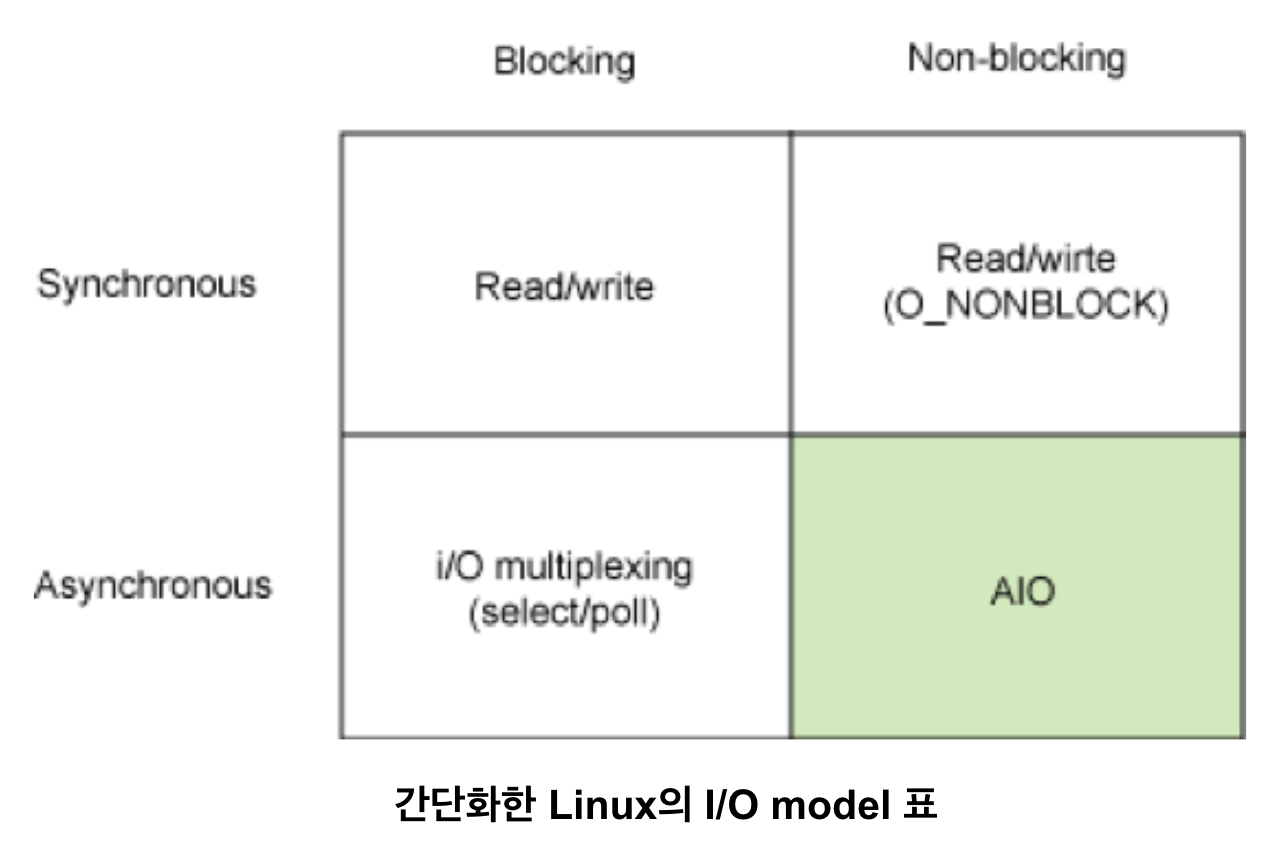 Blocking
Non-blocking
Synchronous
Read/write
Read/wirte
(O_NONBLOCK)
Asynchronous
i/O multiplexing
(select/poll)
AIO
간단화한 Linux의 I/O model 표